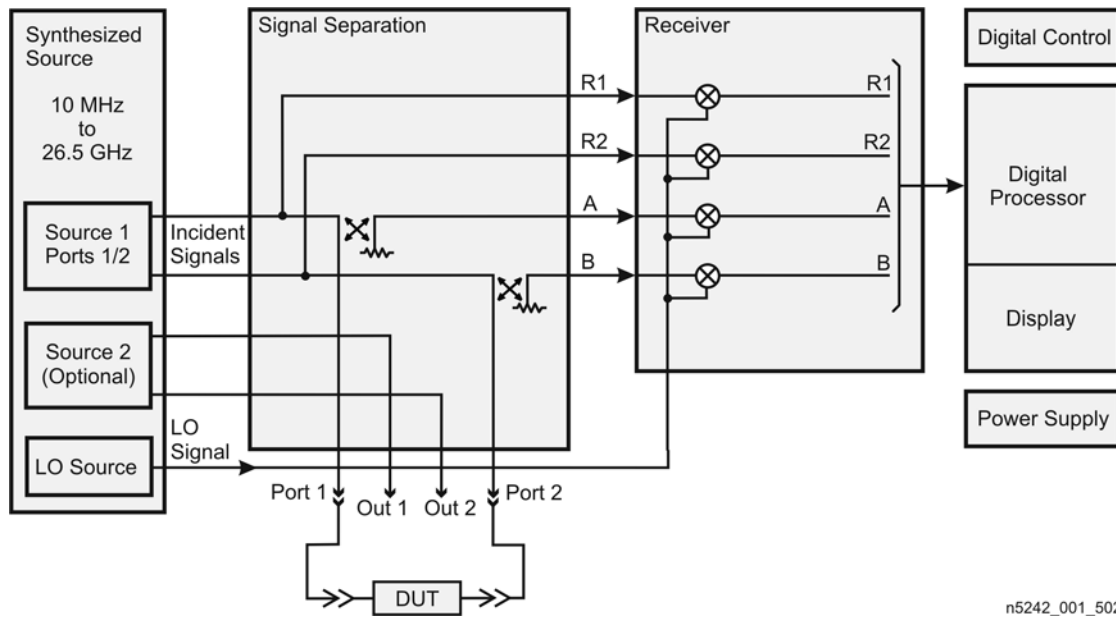 Synthesized
Source
10 MHz
to
26.5 GHz
Source 1
Ports 1/2
Source 2
(Optional)
LO Source
Incident
Signals
LO
Signal
Signal Separation
R1
R2
A
B
Port 1
Out 1
Out 2
Port 2
DUT
Receiver
R1
R2
A
B
Digital Control
Digital
Processor
Display
Power Supply
n5242_001_502